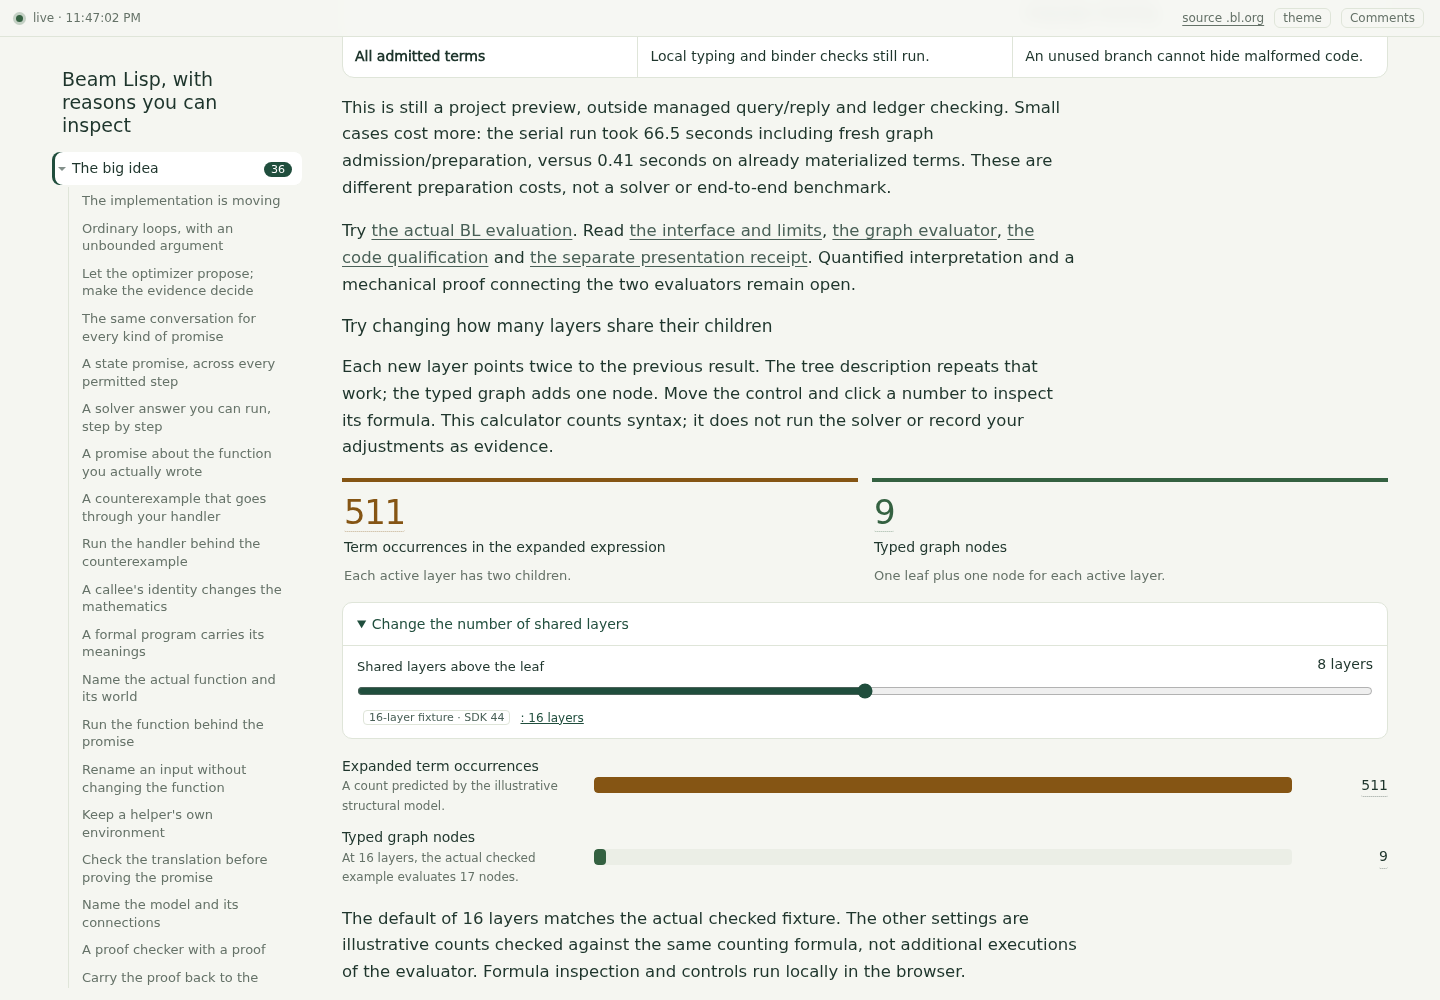 live · 11:47:02 PM
source .bl.org
theme
Comments
Beam Lisp, with
reasons you can
inspect
The big idea
36
The implementation is moving
Ordinary loops, with an
unbounded argument
Let the optimizer propose;
make the evidence decide
The same conversation for
every kind of promise
A state promise, across every
permitted step
A solver answer you can run,
step by step
A promise about the function
you actually wrote
A counterexample that goes
through your handler
Run the handler behind the
counterexample
A callee's identity changes the
mathematics
A formal program carries its
meanings
Name the actual function and
its world
Run the function behind the
promise
Rename an input without
changing the function
Keep a helper's own
environment
Check the translation before
proving the promise
Name the model and its
connections
A proof checker with a proof
Carry the proof back to the
All admitted terms
Local typing and binder checks still run.
An unused branch cannot hide malformed code.
This is still a project preview, outside managed query/reply and ledger checking. Small
cases cost more: the serial run took 66.5 seconds including fresh graph
admission/preparation, versus 0.41 seconds on already materialized terms. These are
different preparation costs, not a solver or end-to-end benchmark.
Try the actual BL evaluation. Read the interface and limits, the graph evaluator, the
code qualification and the separate presentation receipt. Quantified interpretation and a
mechanical proof connecting the two evaluators remain open.
Try changing how many layers share their children
Each new layer points twice to the previous result. The tree description repeats that
work; the typed graph adds one node. Move the control and click a number to inspect
its formula. This calculator counts syntax; it does not run the solver or record your
adjustments as evidence.
511
Term occurrences in the expanded expression
Each active layer has two children.
9
Typed graph nodes
One leaf plus one node for each active layer.
▼ Change the number of shared layers
Shared layers above the leaf
8 layers
16-layer fixture · SDK 44
: 16 layers
Expanded term occurrences
A count predicted by the illustrative
structural model.
511
Typed graph nodes
At 16 layers, the actual checked
example evaluates 17 nodes.
9
The default of 16 layers matches the actual checked fixture. The other settings are
illustrative counts checked against the same counting formula, not additional executions
of the evaluator. Formula inspection and controls run locally in the browser.